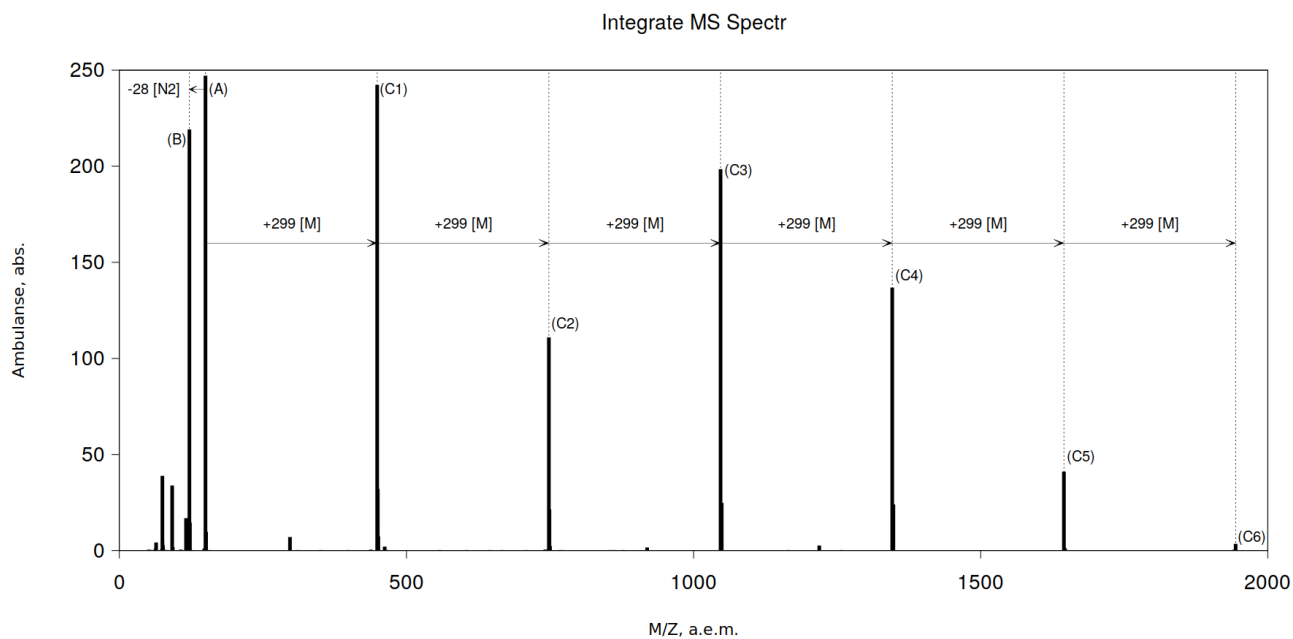 Integrate MS Spectr
250
200
150
100
50
0
Ambulanse, abs.
-28 [N2]
(A)
(B)
(C1)
(C2)
(C3)
(C4)
(C5)
(C6)
+299 [M]
+299 [M]
+299 [M]
+299 [M]
+299 [M]
+299 [M]
0
500
1000
1500
2000
M/Z, a.e.m.